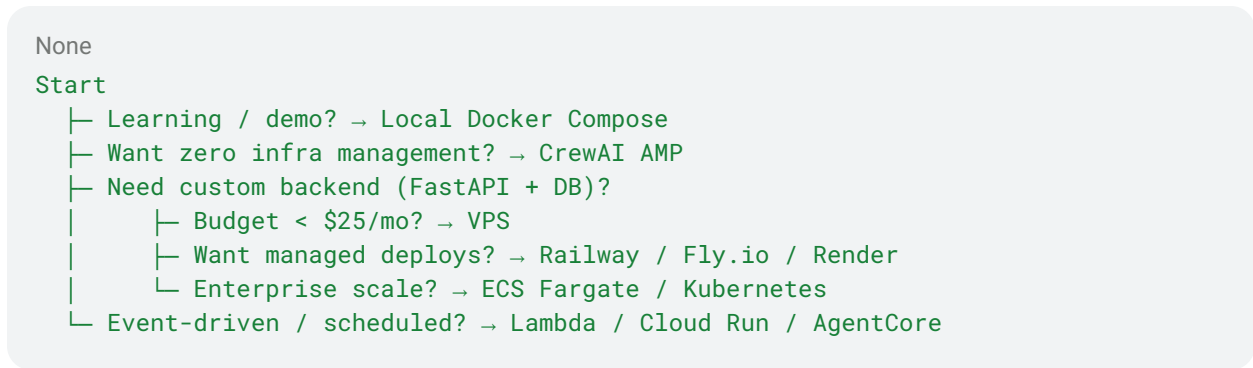 None
Start
├─ Learning / demo? → Local Docker Compose
├─ Want zero infra management? → CrewAI AMP
├─ Need custom backend (FastAPI + DB)?
│     ├─ Budget < $25/mo? → VPS
│     ├─ Want managed deploys? → Railway / Fly.io / Render
│     └─ Enterprise scale? → ECS Fargate / Kubernetes
└─ Event-driven / scheduled? → Lambda / Cloud Run / AgentCore